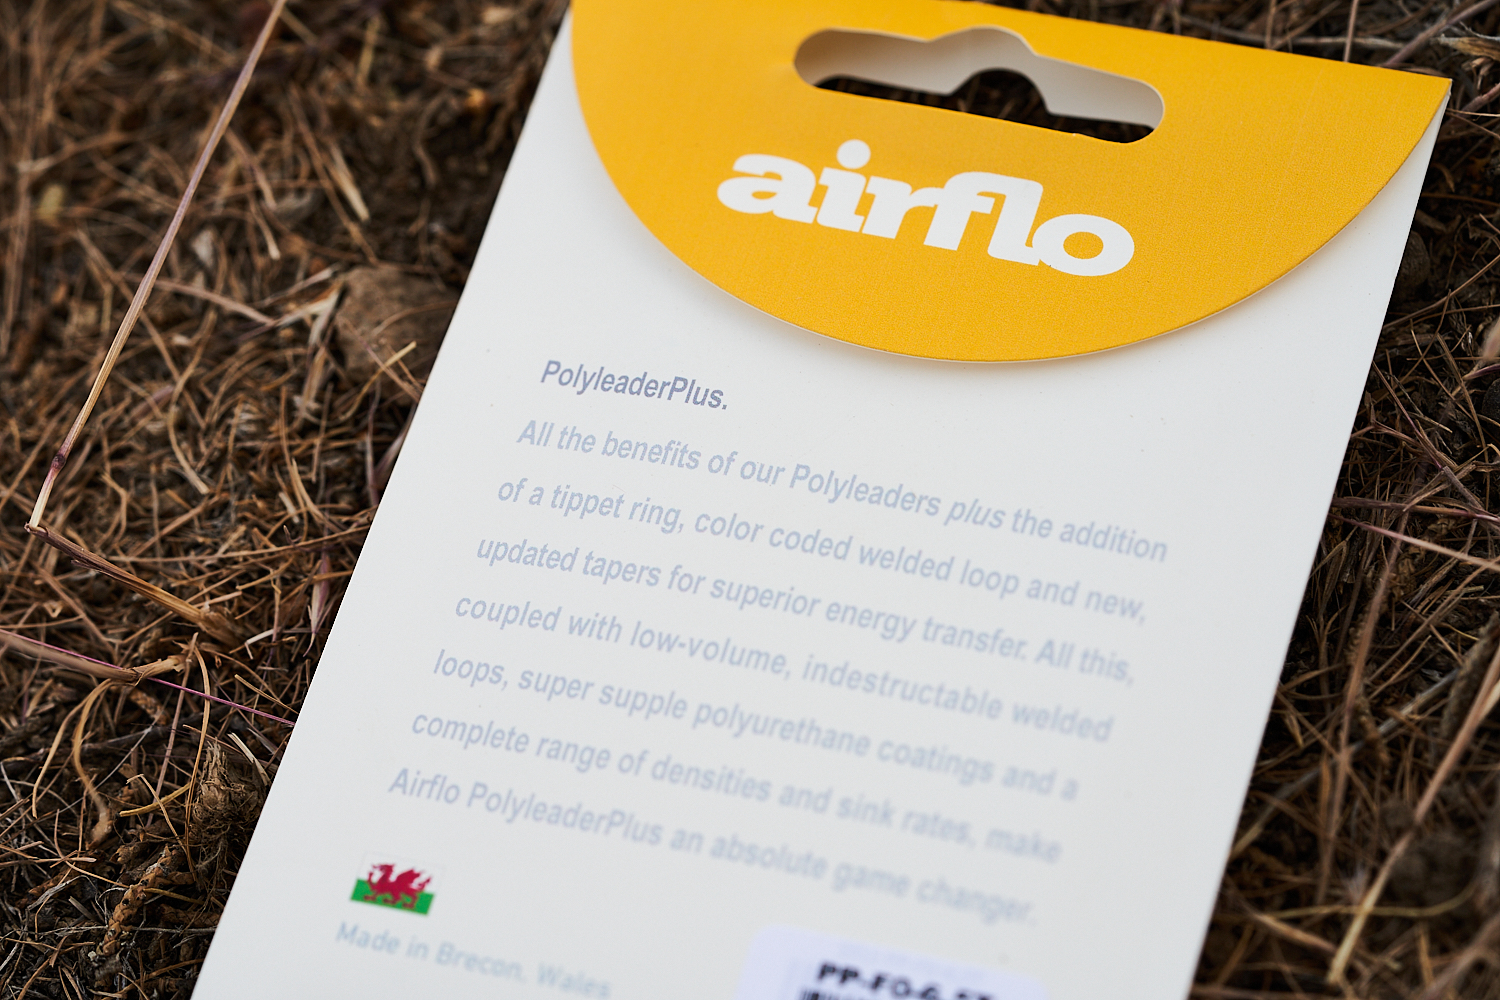 airflo
PolyleaderPlus.
All the benefits of our Polyleaders plus the addition
of a tippet ring, color coded welded loop and new,
updated tapers for superior energy transfer. All this,
coupled with low-volume, indestructable welded
loops, super supple polyurethane coatings and a
complete range of densities and sink rates, make
Airflo PolyleaderPlus an absolute game changer.
Made in Brecon, Wales